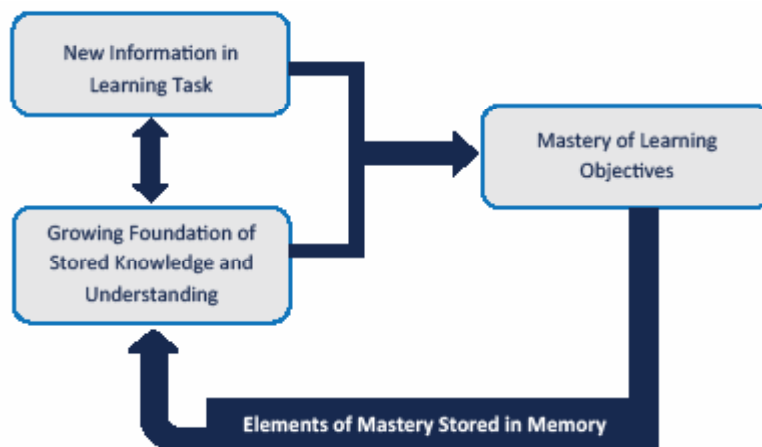 New Information in
Learning Task
Mastery of Learning
Objectives
Growing Foundation of
Stored Knowledge and
Understanding
Elements of Mastery Stored in Memory